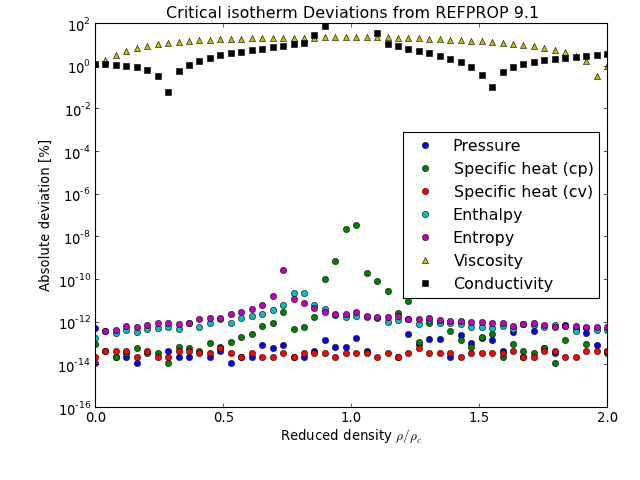 Critical isotherm Deviations from REFPROP 9.1
Absolute deviation [%]
10^2
10^0
10^-2
10^-4
10^-6
10^-8
10^-10
10^-12
10^-14
10^-16
Pressure
Specific heat (cp)
Specific heat (cv)
Enthalpy
Entropy
Viscosity
Conductivity
0.0 0.5 1.0 1.5 2.0
Reduced density ρ/ρ_c